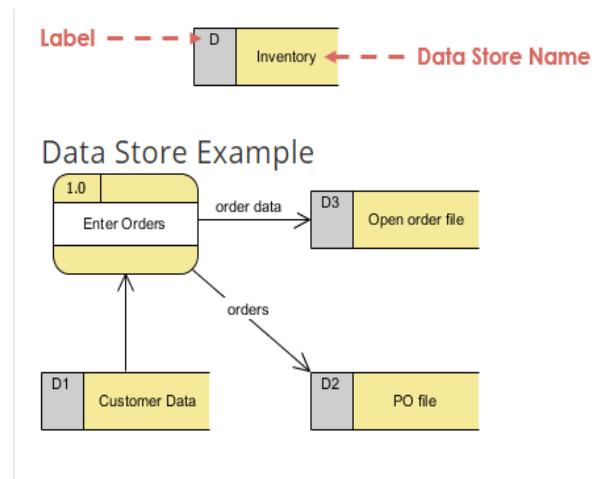 Label
D
Inventory
Data Store Name
Data Store Example
1.0
Enter Orders
order data
D3
Open order file
orders
D1
Customer Data
D2
PO file